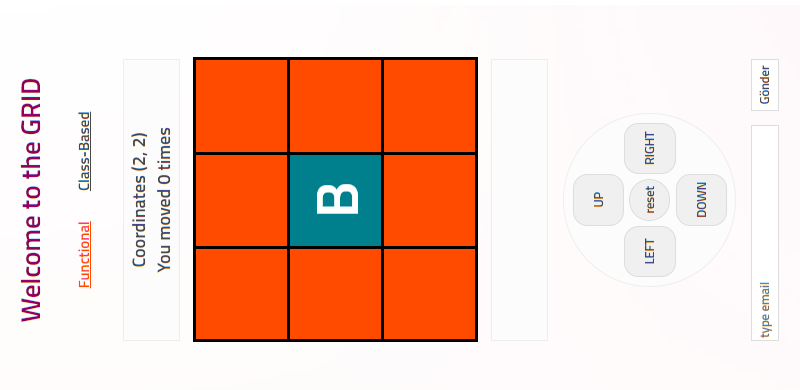 Welcome to the GRID
Functional Class-Based
Coordinates (2, 2)
You moved 0 times
B
UP
LEFT reset RIGHT
DOWN
type email Gönder